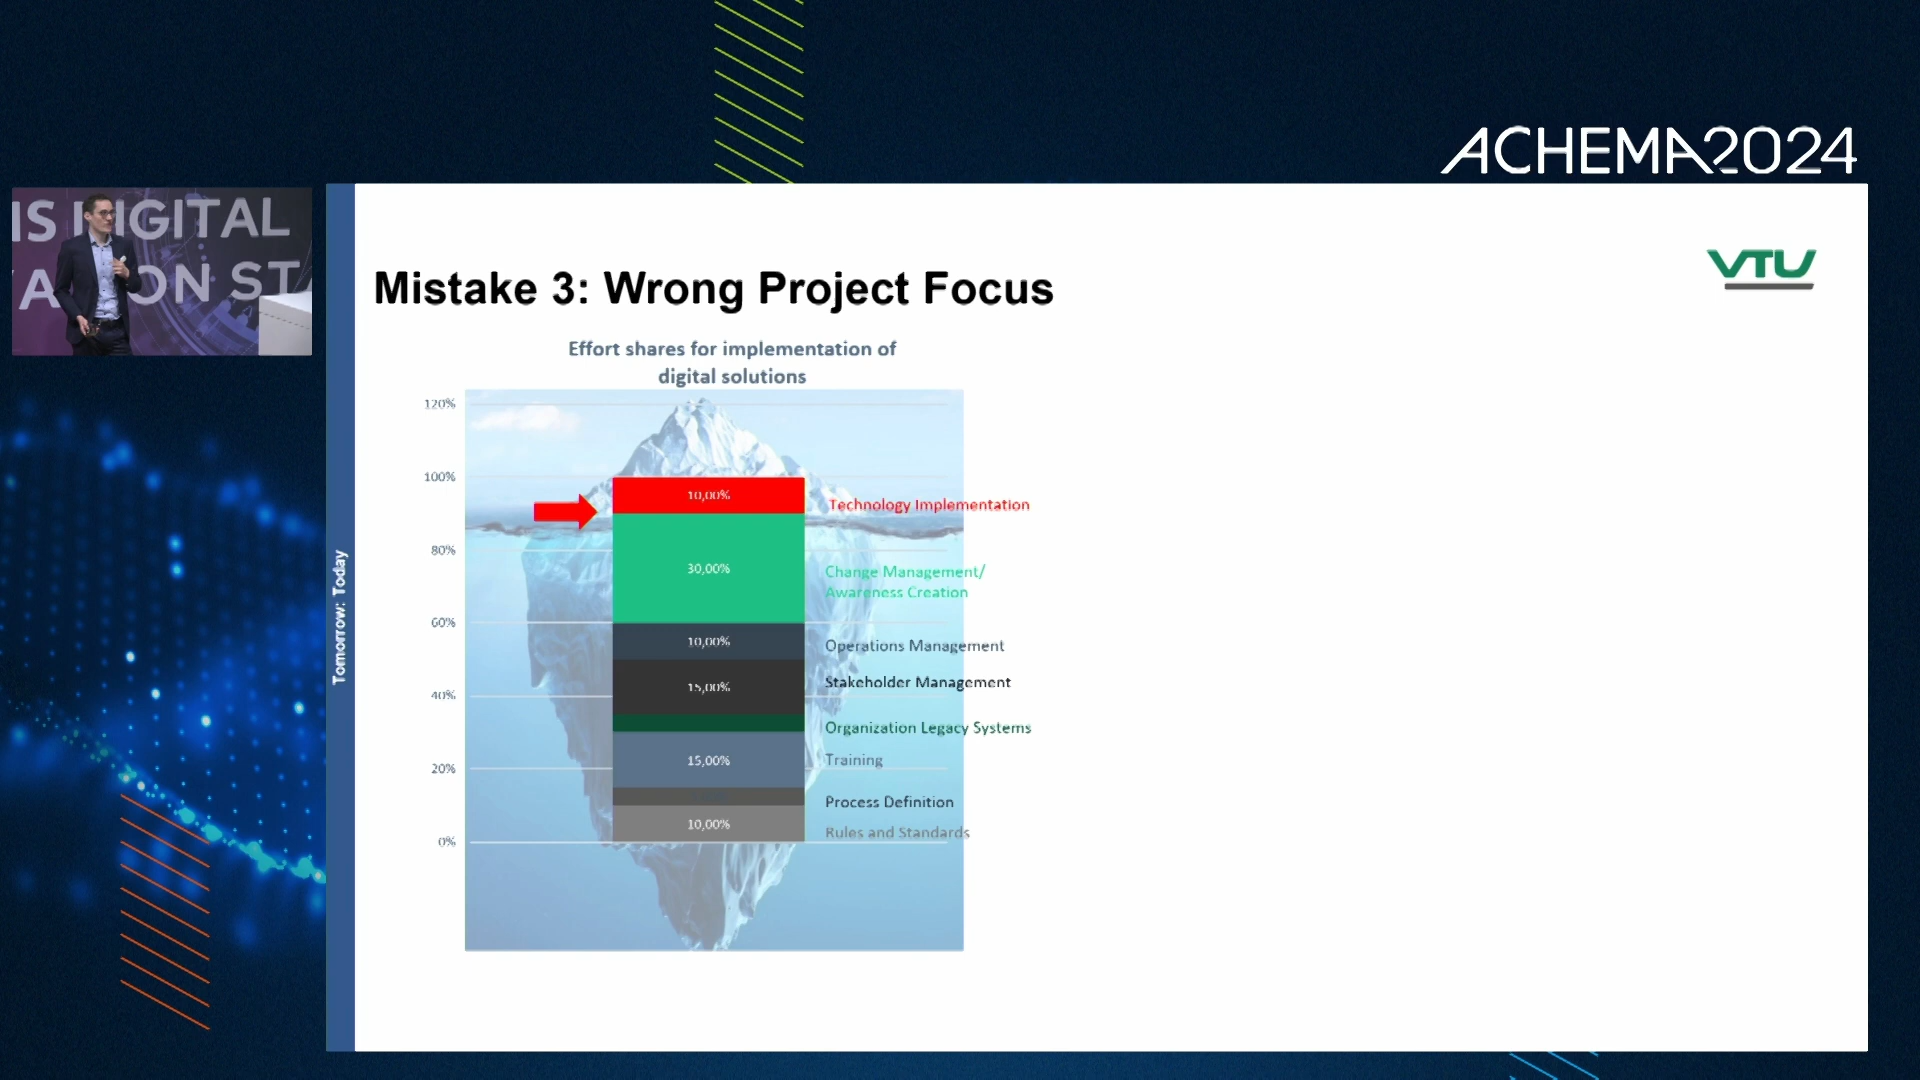 ACHEMA2024
IS DIGITAL
ON ST
VTU
Mistake 3: Wrong Project Focus
Effort shares for implementation of
digital solutions
120%
100%
80%
60%
40%
20%
0%
10,00%
30,00%
10,00%
15,00%
15,00%
10,00%
Technology Implementation
Change Management/
Awareness Creation
Operations Management
Stakeholder Management
Organization Legacy Systems
Training
Process Definition
Rules and Standards
Tomorrow: Today